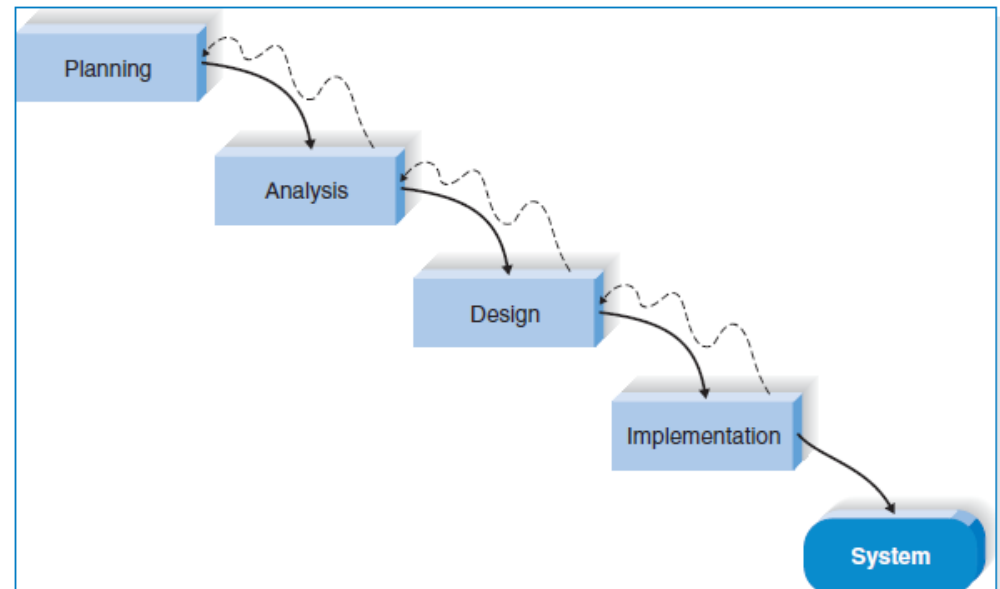 Planning
Analysis
Design
Implementation
System